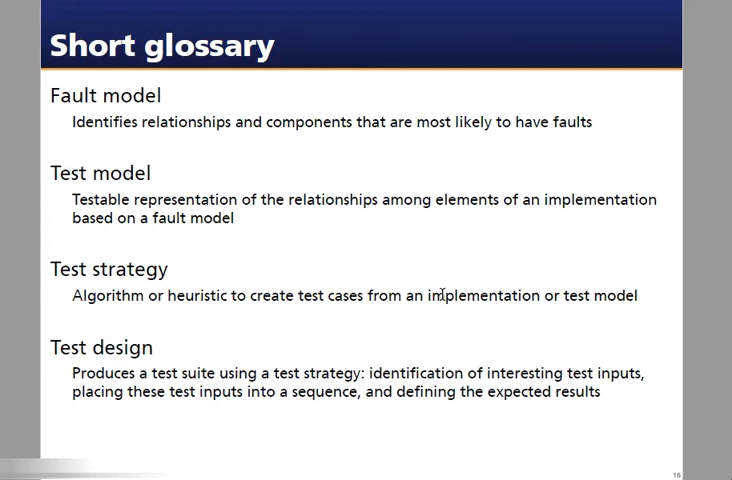 Short glossary
Fault model
Identifies relationships and components that are most likely to have faults
Test model
Testable representation of the relationships among elements of an implementation
based on a fault model
Test strategy
Algorithm or heuristic to create test cases from an implementation or test model
Test design
Produces a test suite using a test strategy: identification of interesting test inputs,
placing these test inputs into a sequence, and defining the expected results
16